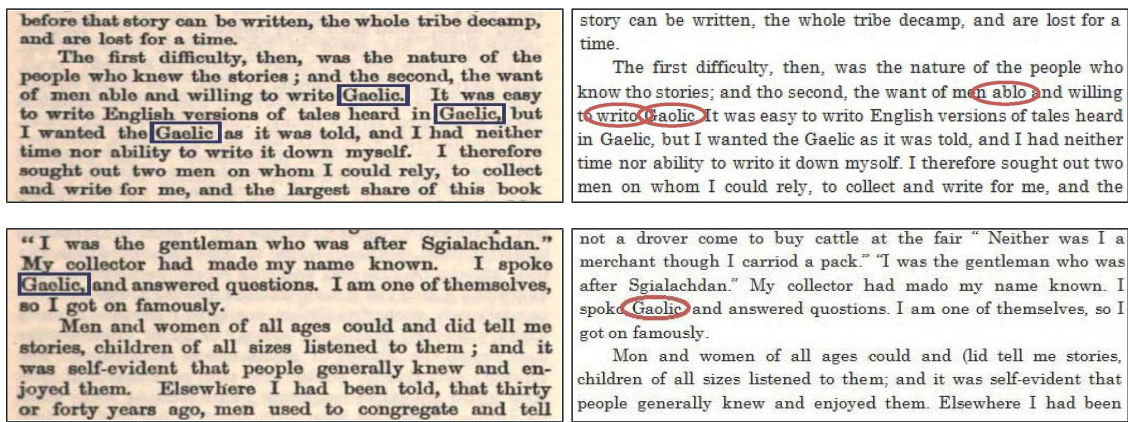 before that story can be written, the whole tribe decamp,
and are lost for a time.
The first difficulty, then, was the nature of the
people who knew the stories ; and the second, the want
of men able and willing to write Gaelic. It was easy
to write English versions of tales heard in Gaelic, but
I wanted the Gaelic as it was told, and I had neither
time nor ability to write it down myself. I therefore
sought out two men on whom I could rely, to collect
and write for me, and the largest share of this book
story can be written, the whole tribe decamp, and are lost for a
time.
The first difficulty, then, was the nature of the people who
know tho stories; and tho second, the want of men ablo and willing
to writo Gaolic It was easy to writo English versions of tales heard
in Gaelic, but I wanted the Gaelic as it was told, and I had neither
time nor ability to writo it down mysolf. I therefore sought out two
men on whom I could rely, to collect and write for me, and the
“I was the gentleman who was after Sgialachdan.”
My collector had made my name known. I spoke
Gaelic, and answered questions. I am one of themselves,
so I got on famously.
Men and women of all ages could and did tell me
stories, children of all sizes listened to them ; and it
was self-evident that people generally knew and en-
joyed them. Elsewhere I had been told, that thirty
or forty years ago, men used to congregate and tell
not a drover come to buy cattle at the fair “ Neither was I a
merchant though I carriod a pack.” “I was the gentleman who was
after Sgialachdan.” My collector had mado my name known. I
spoke Gaolic and answered quostions. I am one of themselves, so I
got on famously.
Mon and women of all ages could and (lid tell me stories,
children of all sizes listened to them; and it was self-evident that
people generally knew and enjoyed them. Elsewhere I had been